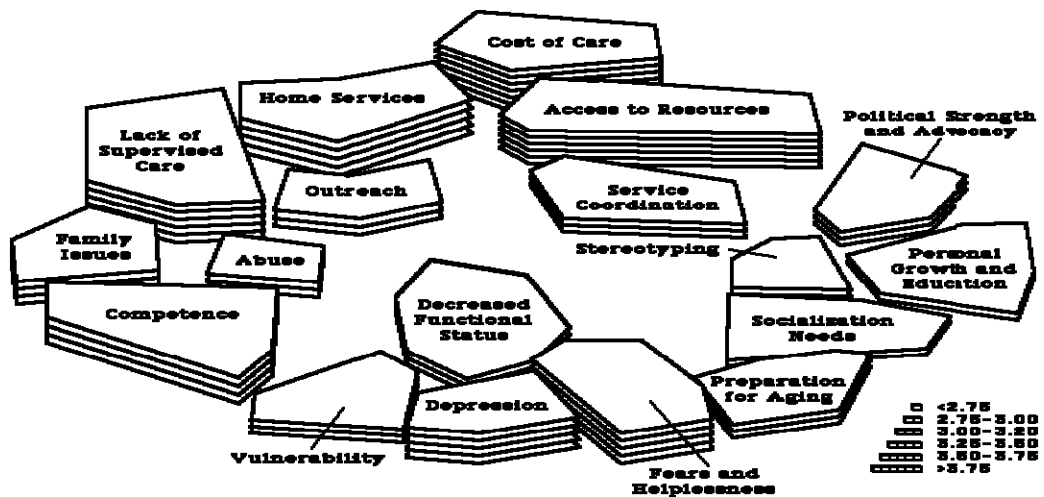 Cost of Care
Home Services
Access to Resources
Political Strength
and Advocacy
Lack of
Supervised
Care
Outreach
Service
Coordination
Stereotyping
Family
Issues
Abuse
Personal
Growth and
Education
Competence
Decreased
Functional
Status
Socialization
Needs
Preparation
for Aging
Depression
Vulnerability
Fears and
Helplessness
<2.75
2.75-3.00
3.00-3.25
3.25-3.50
3.50-3.75
>3.75